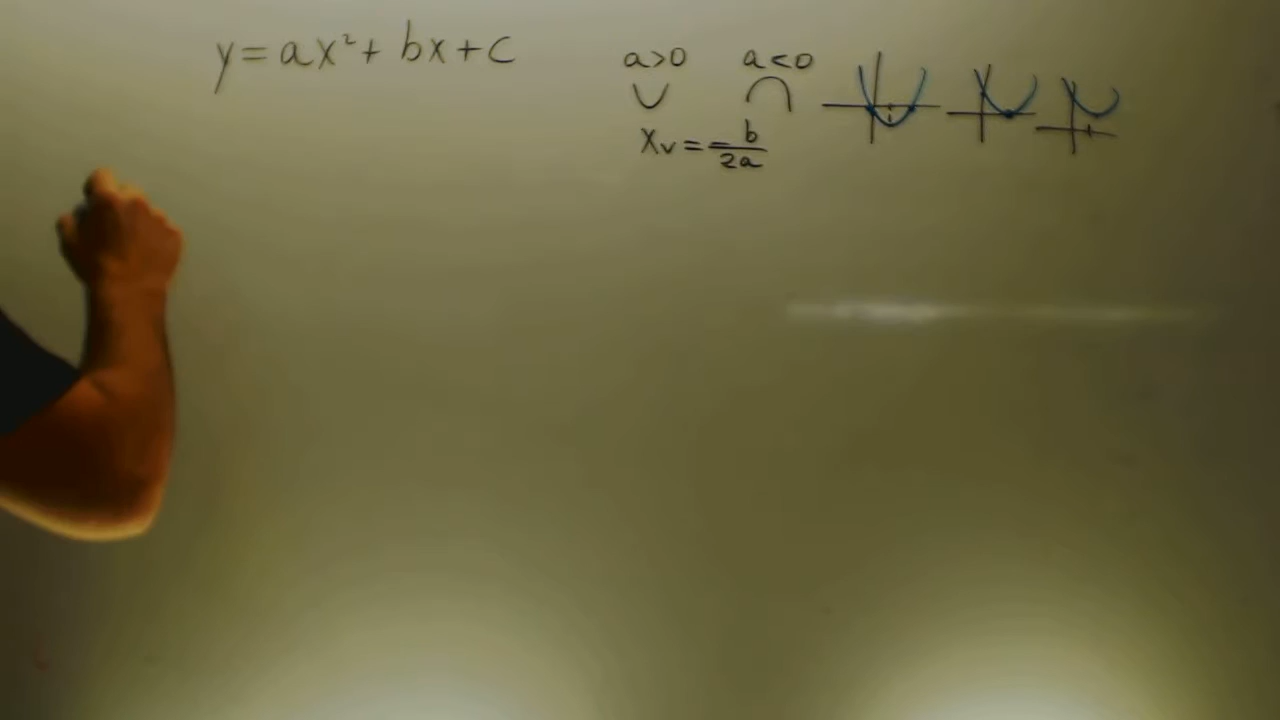 y=ax²+bx+c
a>0 a<0
xᵥ=-b/2a